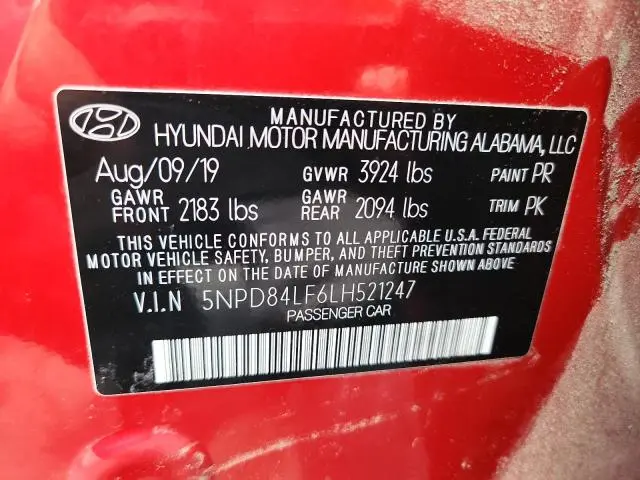 MANUFACTURED BY
HYUNDAI MOTOR MANUFACTURING ALABAMA, LLC
Aug/09/19 GVWR 3924 lbs PAINT PR
GAWR FRONT 2183 lbs GAWR REAR 2094 lbs TRIM PK
THIS VEHICLE CONFORMS TO ALL APPLICABLE U.S.A. FEDERAL
MOTOR VEHICLE SAFETY, BUMPER, AND THEFT PREVENTION STANDARDS
IN EFFECT ON THE DATE OF MANUFACTURE SHOWN ABOVE.
V.I.N 5NPD84LF6LH521247
PASSENGER CAR